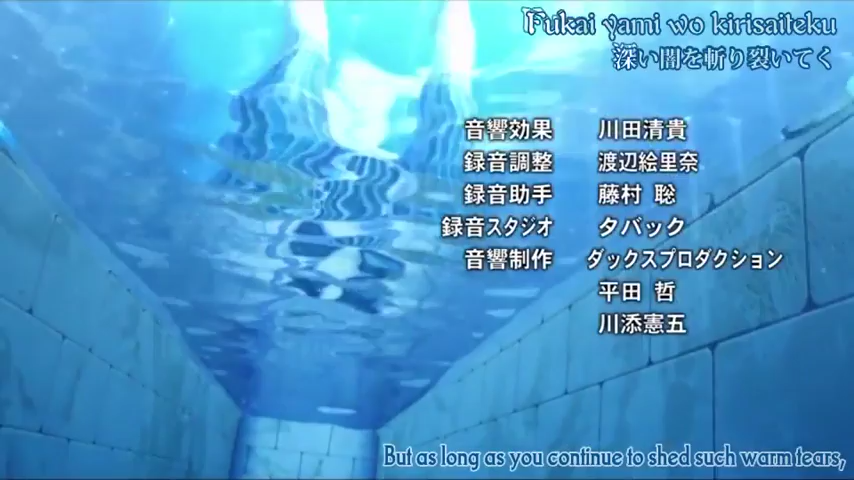 Fukai yami wo kirisaiteku
深い闇を斬り裂いてく
音響効果 川田清貴
録音調整 渡辺絵里奈
録音助手 藤村 聡
録音スタジオ タバック
音響制作 ダックスプロダクション
平田 哲
川添憲五
But as long as you continue to shed such warm tears,